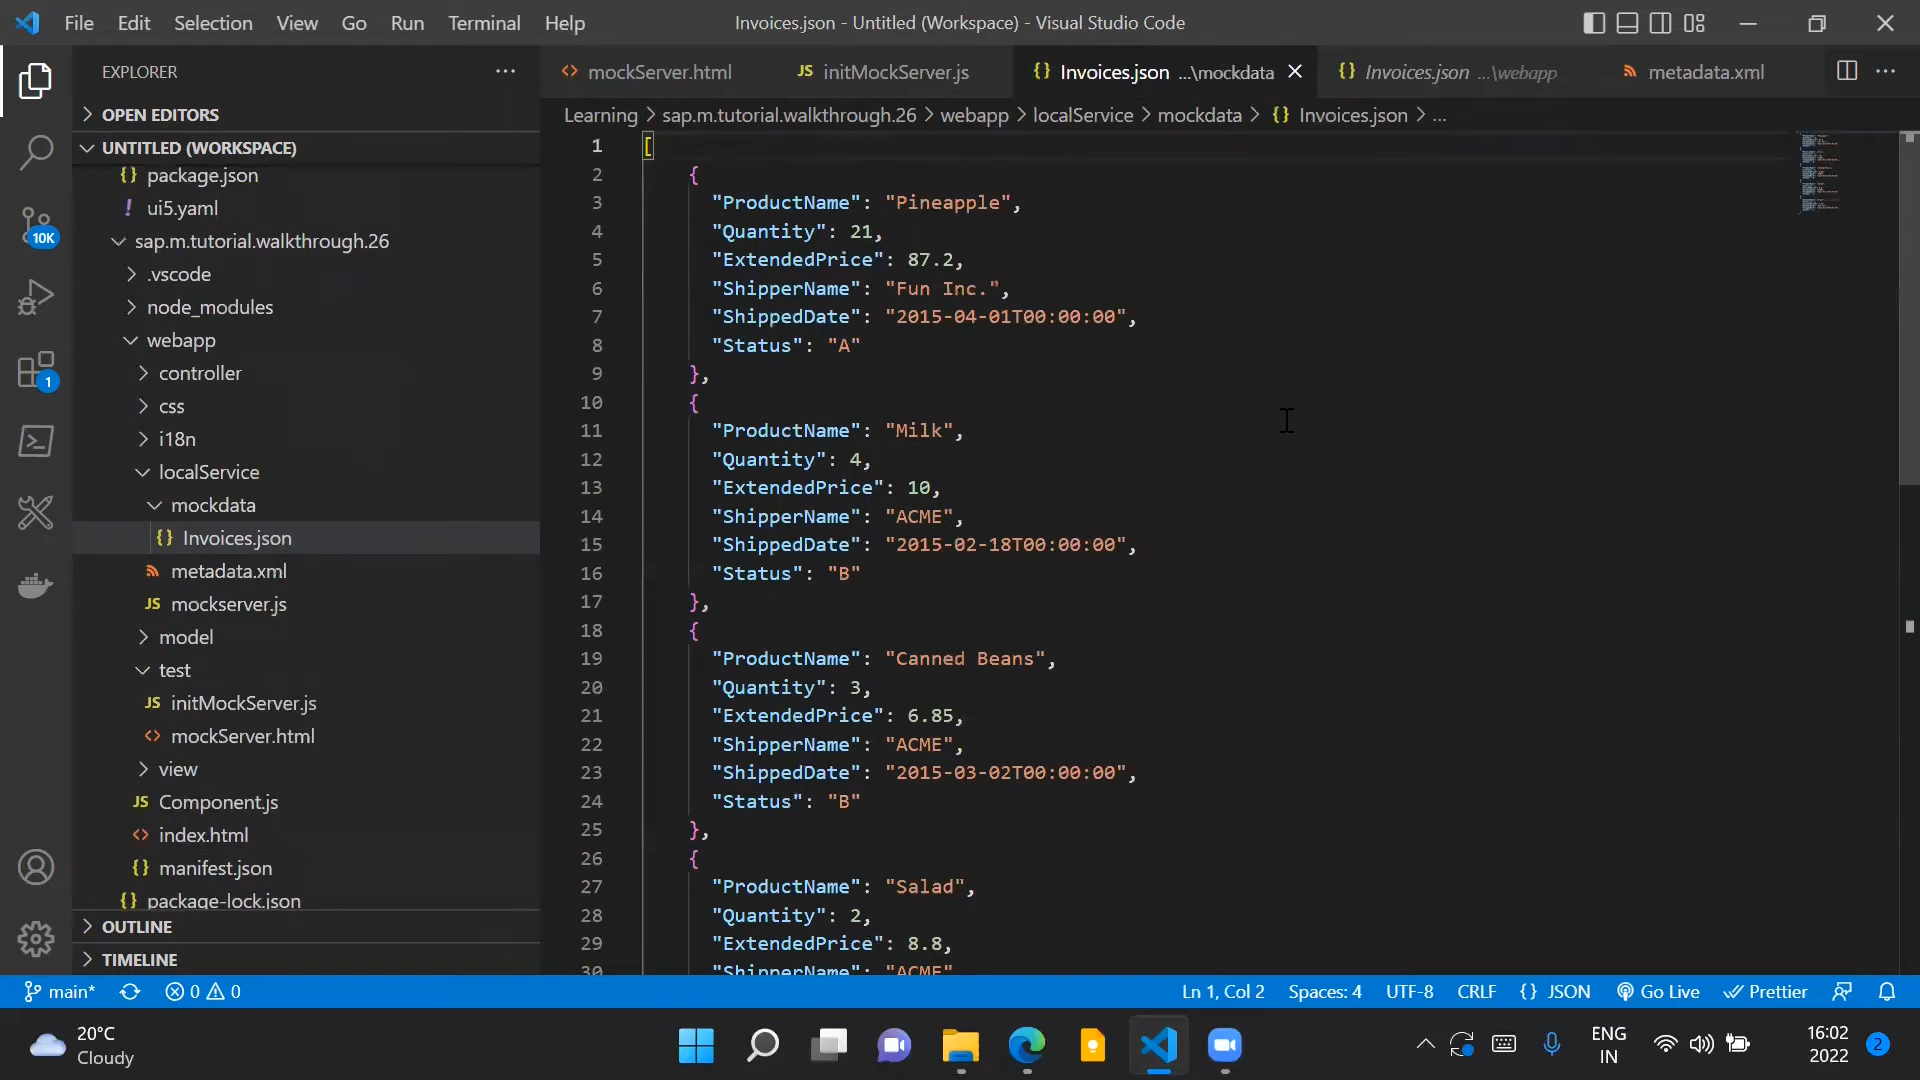 File Edit Selection View Go Run Terminal Help
Invoices.json - Untitled (Workspace) - Visual Studio Code
EXPLORER
OPEN EDITORS
UNTITLED (WORKSPACE)
package.json
ui5.yaml
sap.m.tutorial.walkthrough.26
.vscode
node_modules
webapp
controller
css
i18n
localService
mockdata
Invoices.json
metadata.xml
mockserver.js
model
test
initMockServer.js
mockServer.html
view
Component.js
index.html
manifest.json
package-lock.json
OUTLINE
TIMELINE
10K
1
mockServer.html
JS initMockServer.js
{} Invoices.json ...\mockdata
{} Invoices.json ...\webapp
metadata.xml
Learning > sap.m.tutorial.walkthrough.26 > webapp > localService > mockdata > {} Invoices.json > ...
1 [
2 {
3 "ProductName": "Pineapple",
4 "Quantity": 21,
5 "ExtendedPrice": 87.2,
6 "ShipperName": "Fun Inc.",
7 "ShippedDate": "2015-04-01T00:00:00",
8 "Status": "A"
9 },
10 {
11 "ProductName": "Milk",
12 "Quantity": 4,
13 "ExtendedPrice": 10,
14 "ShipperName": "ACME",
15 "ShippedDate": "2015-02-18T00:00:00",
16 "Status": "B"
17 },
18 {
19 "ProductName": "Canned Beans",
20 "Quantity": 3,
21 "ExtendedPrice": 6.85,
22 "ShipperName": "ACME",
23 "ShippedDate": "2015-03-02T00:00:00",
24 "Status": "B"
25 },
26 {
27 "ProductName": "Salad",
28 "Quantity": 2,
29 "ExtendedPrice": 8.8,
30 "ShipperName": "ACME"
main* 0 0 Ln 1, Col 2 Spaces: 4 UTF-8 CRLF {} JSON Go Live Prettier
20°C
Cloudy
ENG
IN
16:02
2022
2